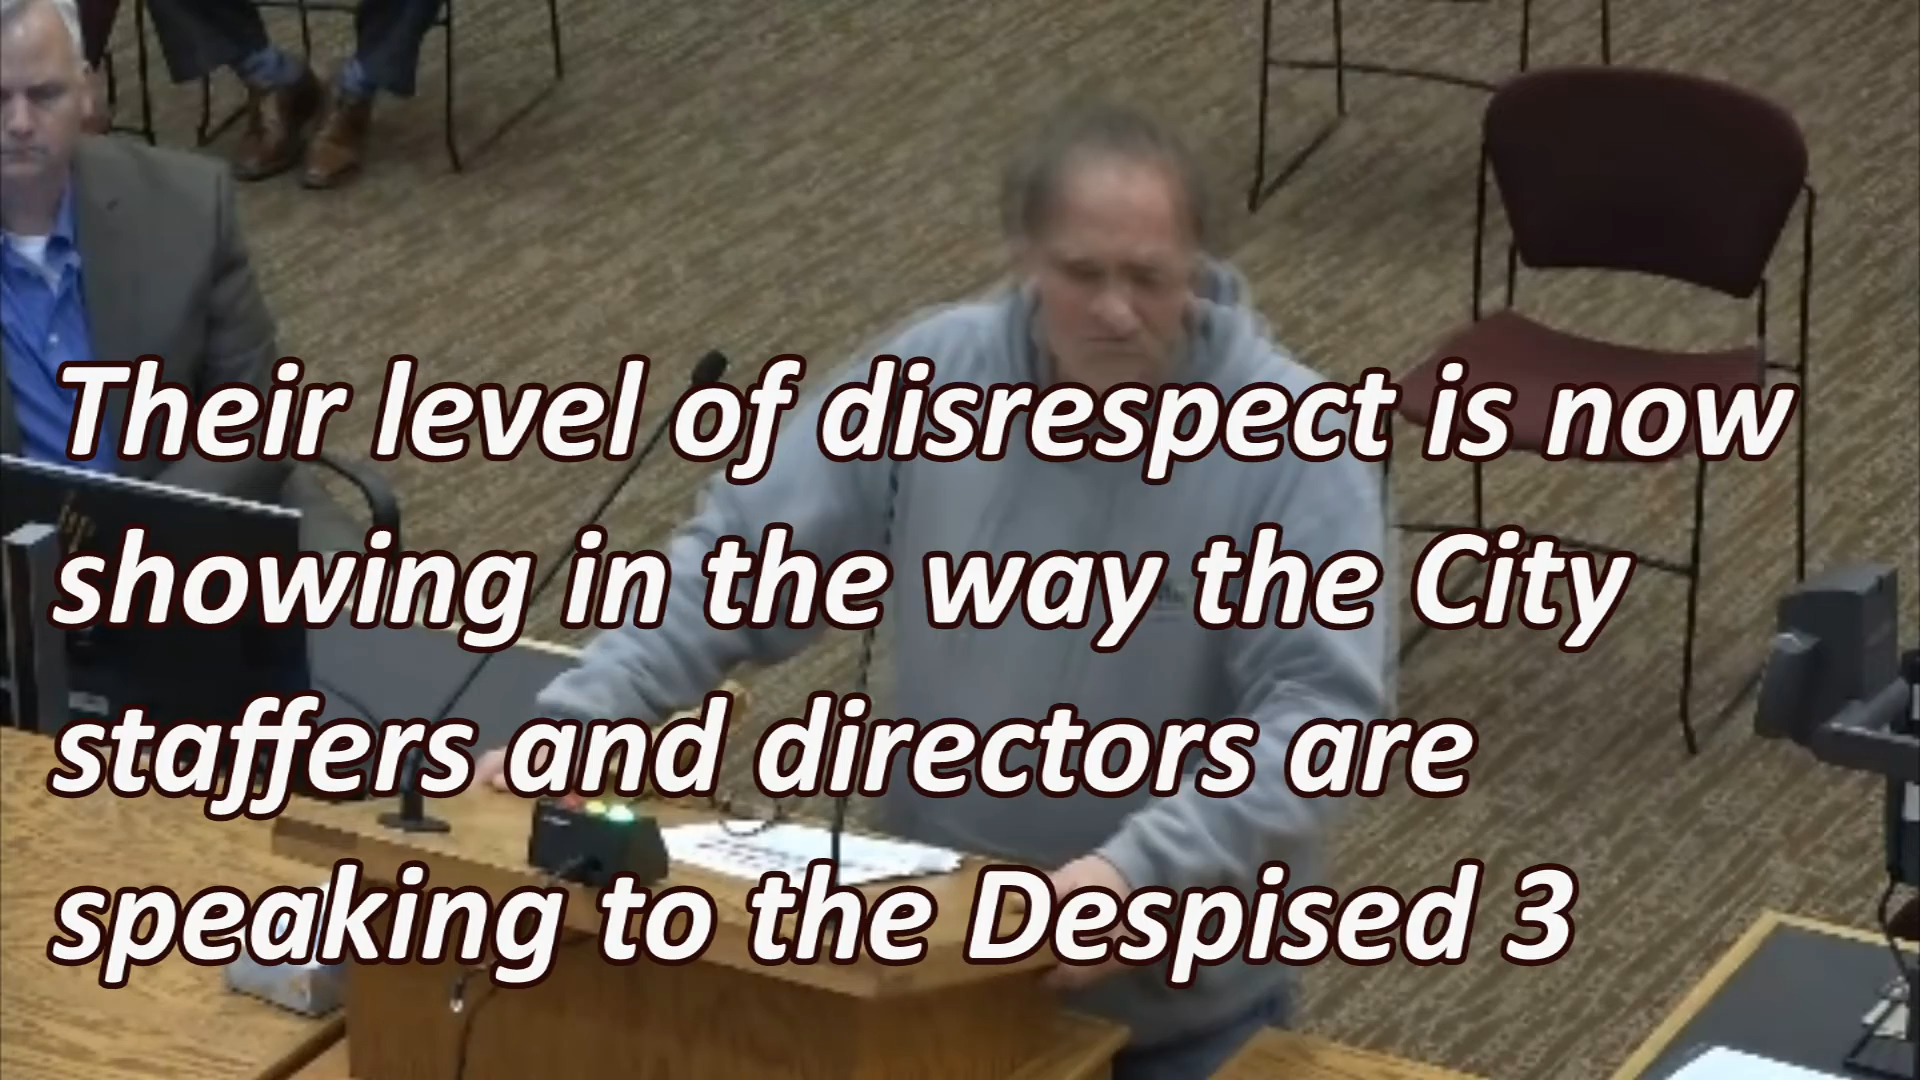 Their level of disrespect is now
showing in the way the City
staffers and directors are
speaking to the Despised 3